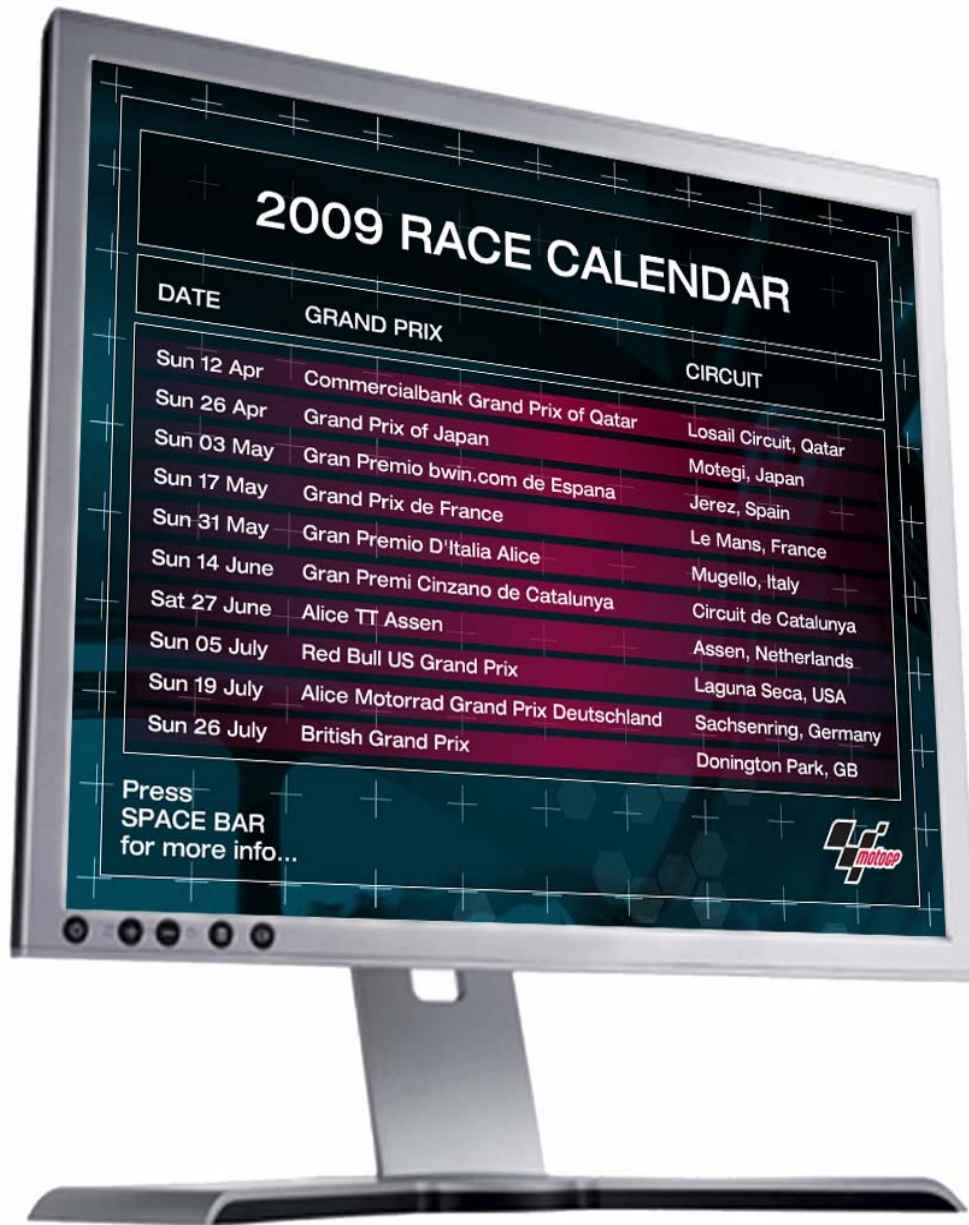 2009 RACE CALENDAR
DATE GRAND PRIX CIRCUIT
Sun 12 Apr Commercialbank Grand Prix of Qatar Losail Circuit, Qatar
Sun 26 Apr Grand Prix of Japan Motegi, Japan
Sun 03 May Gran Premio bwin.com de Espana Jerez, Spain
Sun 17 May Grand Prix de France Le Mans, France
Sun 31 May Gran Premio D'Italia Alice Mugello, Italy
Sun 14 June Gran Premi Cinzano de Catalunya Circuit de Catalunya
Sat 27 June Alice TT Assen Assen, Netherlands
Sun 05 July Red Bull US Grand Prix Laguna Seca, USA
Sun 19 July Alice Motorrad Grand Prix Deutschland Sachsenring, Germany
Sun 26 July British Grand Prix Donington Park, GB
Press
SPACE BAR
for more info...
motoGP